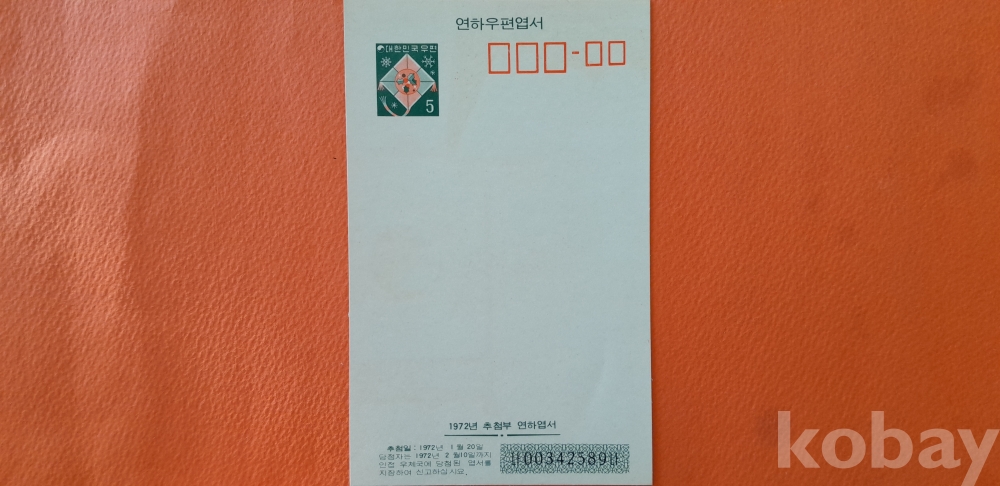 연하우편엽서
대한민국우편
5
1972년 추첨부 연하엽서
추첨일 : 1972년 1월 20일
당첨자는 1972년 2월10일까지
인접 우체국에 당첨된 엽서를
지참하여 신고하십시요.
00342589
kobay